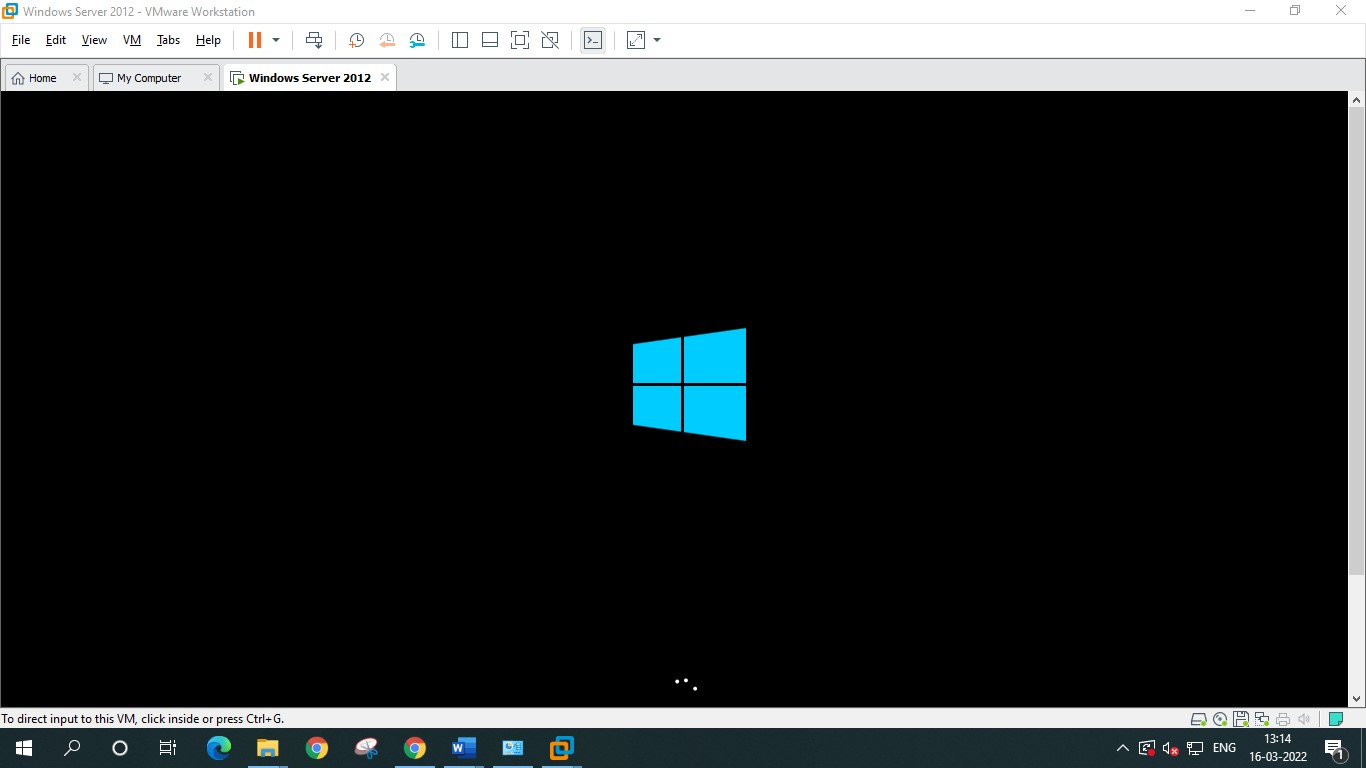 Windows Server 2012 - VMware Workstation
File Edit View VM Tabs Help
Home My Computer Windows Server 2012
To direct input to this VM, click inside or press Ctrl+G.
ENG 13:14
16-03-2022 1